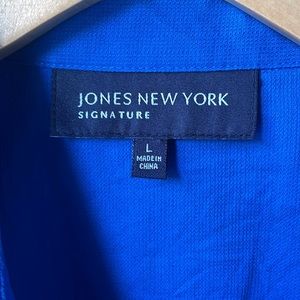 JONES NEW YORK
SIGNATURE
L
MADE IN
CHINA